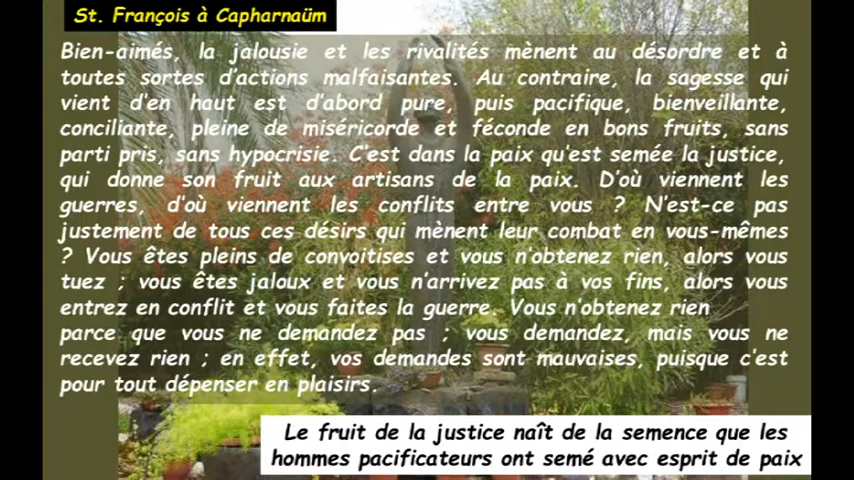 St. François à Capharnaüm
Bien-aimés, la jalousie et les rivalités mènent au désordre et à
toutes sortes d'actions malfaisantes. Au contraire, la sagesse qui
vient d'en haut est d'abord pure, puis pacifique, bienveillante,
conciliante, pleine de miséricorde et féconde en bons fruits, sans
parti pris, sans hypocrisie. C'est dans la paix qu'est semée la justice,
qui donne son fruit aux artisans de la paix. D'où viennent les
guerres, d'où viennent les conflits entre vous ? N'est-ce pas
justement de tous ces désirs qui mènent leur combat en vous-mêmes
? Vous êtes pleins de convoitises et vous n'obtenez rien, alors vous
tuez ; vous êtes jaloux et vous n'arrivez pas à vos fins, alors vous
entrez en conflit et vous faites la guerre. Vous n'obtenez rien
parce que vous ne demandez pas ; vous demandez, mais vous ne
recevez rien ; en effet, vos demandes sont mauvaises, puisque c'est
pour tout dépenser en plaisirs.
Le fruit de la justice naît de la semence que les
hommes pacificateurs ont semé avec esprit de paix